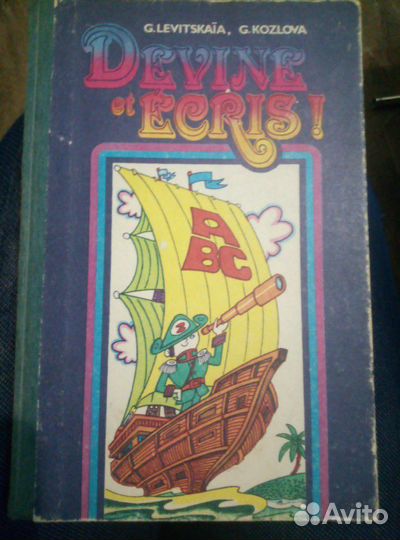 G. LEVITSKAÏA, G. KOZLOVA
DEVINE
et ÉCRIS!
A
BC
Avito